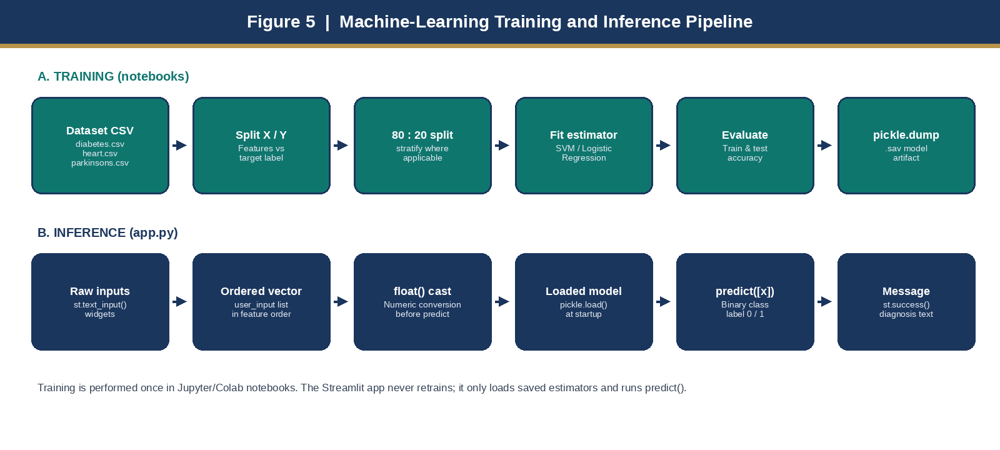 Figure 5 | Machine-Learning Training and Inference Pipeline
A. TRAINING (notebooks)
Dataset CSV
diabetes.csv
heart.csv
parkinsons.csv
Split X / Y
Features vs
target label
80 : 20 split
stratify where
applicable
Fit estimator
SVM / Logistic
Regression
Evaluate
Train & test
accuracy
pickle.dump
.sav model
artifact
B. INFERENCE (app.py)
Raw inputs
st.text_input()
widgets
Ordered vector
user_input list
in feature order
float() cast
Numeric conversion
before predict
Loaded model
pickle.load()
at startup
predict([x])
Binary class
label 0 / 1
Message
st.success()
diagnosis text
Training is performed once in Jupyter/Colab notebooks. The Streamlit app never retrains; it only loads saved estimators and runs predict().